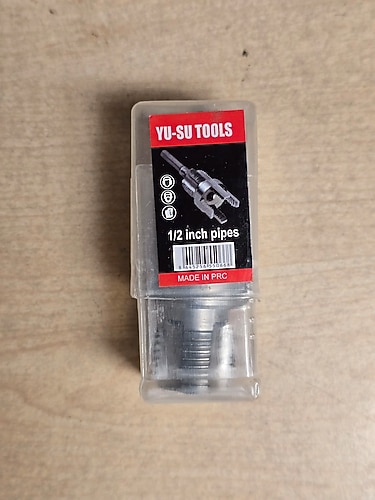 YU-SU TOOLS
1/2 inch pipes
MADE IN PRC